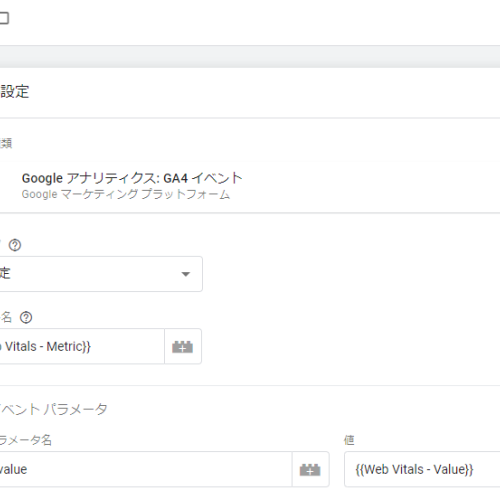 設定
類
Google アナリティクス: GA4 イベント
Google マーケティング プラットフォーム
定
名
Vitals - Metric}}
イベント パラメータ
ラメータ名
値
value
{{Web Vitals - Value}}